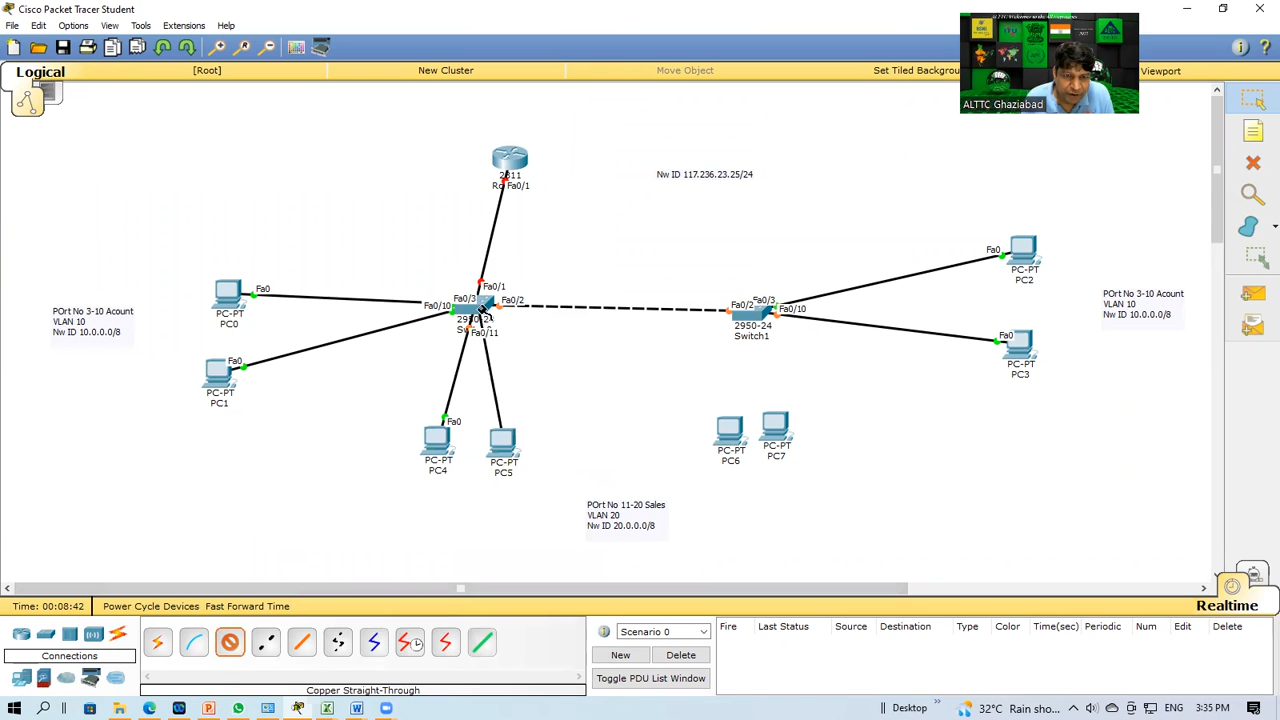 Cisco Packet Tracer Student
File Edit Options View Tools Extensions Help
Logical
[Root]
New Cluster
Move Object
Set Tiled Backgrou
Viewport
ALTTC Ghaziabad
Nw ID 117.236.23.25/24
Fa0/1
Fa0
PC-PT
PC0
POrt No 3-10 Acount
VLAN 10
Nw ID 10.0.0.0/8
Fa0
PC-PT
PC1
Fa0/1
Fa0/10
Fa0/3
Fa0/2
Fa0/11
Fa0/2
Fa0/3
Fa0/10
2950-24
Switch1
Fa0
PC-PT
PC2
POrt No 3-10 Acount
VLAN 10
Nw ID 10.0.0.0/8
Fa0
PC-PT
PC3
Fa0
PC-PT
PC4
PC-PT
PC5
PC-PT
PC6
PC-PT
PC7
POrt No 11-20 Sales
VLAN 20
Nw ID 20.0.0.0/8
Time: 00:08:42
Power Cycle Devices Fast Forward Time
Realtime
Connections
Copper Straight-Through
Scenario 0
New
Delete
Toggle PDU List Window
Fire Last Status Source Destination Type Color Time(sec) Periodic Num Edit Delete
Desktop
32°C Rain sho...
ENG
3:35 PM